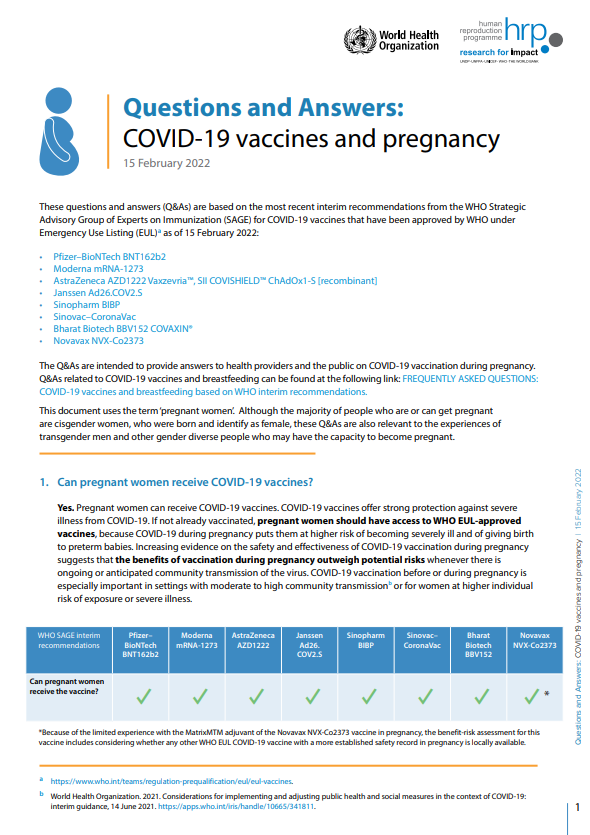 World Health
Organization
human
reproduction
programme
hrp
research for impact
UNDP·UNFPA·UNICEF·WHO·THE WORLD BANK
Questions and Answers:
COVID-19 vaccines and pregnancy
15 February 2022
These questions and answers (Q&As) are based on the most recent interim recommendations from the WHO Strategic
Advisory Group of Experts on Immunization (SAGE) for COVID-19 vaccines that have been approved by WHO under
Emergency Use Listing (EUL)ᵃ as of 15 February 2022:
• Pfizer–BioNTech BNT162b2
• Moderna mRNA-1273
• AstraZeneca AZD1222 Vaxzevria™, SII COVISHIELD™ ChAdOx1-S [recombinant]
• Janssen Ad26.COV2.S
• Sinopharm BIBP
• Sinovac–CoronaVac
• Bharat Biotech BBV152 COVAXIN®
• Novavax NVX-Co2373
The Q&As are intended to provide answers to health providers and the public on COVID-19 vaccination during pregnancy.
Q&As related to COVID-19 vaccines and breastfeeding can be found at the following link: FREQUENTLY ASKED QUESTIONS:
COVID-19 vaccines and breastfeeding based on WHO interim recommendations.
This document uses the term ‘pregnant women’. Although the majority of people who are or can get pregnant
are cisgender women, who were born and identify as female, these Q&As are also relevant to the experiences of
transgender men and other gender diverse people who may have the capacity to become pregnant.
1. Can pregnant women receive COVID-19 vaccines?
Yes. Pregnant women can receive COVID-19 vaccines. COVID-19 vaccines offer strong protection against severe
illness from COVID-19. If not already vaccinated, pregnant women should have access to WHO EUL-approved
vaccines, because COVID-19 during pregnancy puts them at higher risk of becoming severely ill and of giving birth
to preterm babies. Increasing evidence on the safety and effectiveness of COVID-19 vaccination during pregnancy
suggests that the benefits of vaccination during pregnancy outweigh potential risks whenever there is
ongoing or anticipated community transmission of the virus. COVID-19 vaccination before or during pregnancy is
especially important in settings with moderate to high community transmissionᵇ or for women at higher individual
risk of exposure or severe illness.
WHO SAGE interim
recommendations
Pfizer–
BioNTech
BNT162b2
Moderna
mRNA-1273
AstraZeneca
AZD1222
Janssen
Ad26.
COV2.S
Sinopharm
BIBP
Sinovac–
CoronaVac
Bharat
Biotech
BBV152
Novavax
NVX-Co2373
Can pregnant women
receive the vaccine?
✓ ✓ ✓ ✓ ✓ ✓ ✓ ✓ *
*Because of the limited experience with the MatrixMTM adjuvant of the Novavax NVX-Co2373 vaccine in pregnancy, the benefit-risk assessment for this
vaccine includes considering whether any other WHO EUL COVID-19 vaccine with a more established safety record in pregnancy is locally available.
a https://www.who.int/teams/regulation-prequalification/eul/eul-vaccines.
b World Health Organization. 2021. Considerations for implementing and adjusting public health and social measures in the context of COVID-19:
interim guidance, 14 June 2021. https://apps.who.int/iris/handle/10665/341811.
Questions and Answers: COVID-19 vaccines and pregnancy | 15 February 2022
1